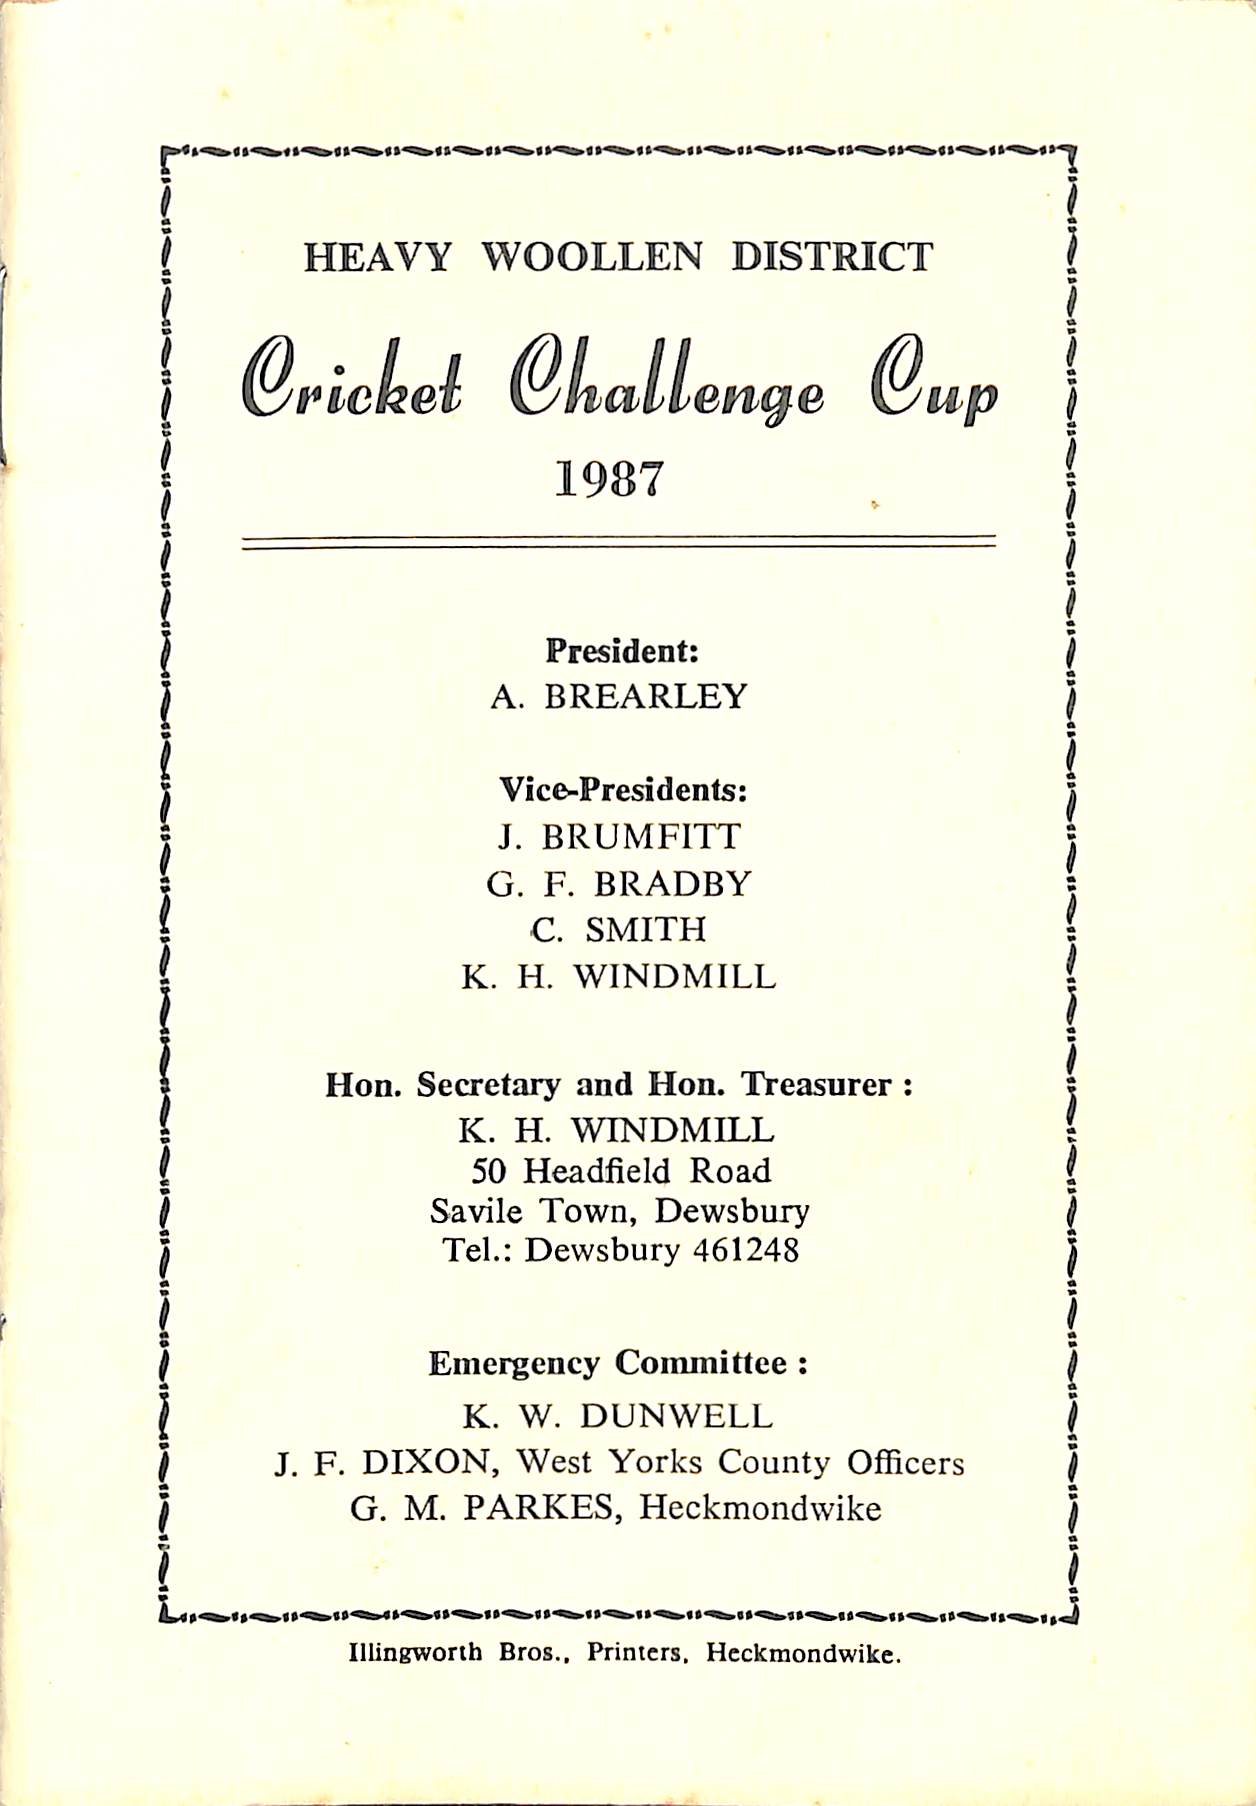 HEAVY WOOLLEN DISTRICT
Cricket Challenge Cup
1987
President:
A. BREARLEY
Vice-Presidents:
J. BRUMFITT
G. F. BRADBY
C. SMITH
K. H. WINDMILL
Hon. Secretary and Hon. Treasurer :
K. H. WINDMILL
50 Headfield Road
Savile Town, Dewsbury
Tel.: Dewsbury 461248
Emergency Committee :
K. W. DUNWELL
J. F. DIXON, West Yorks County Officers
G. M. PARKES, Heckmondwike
Illingworth Bros., Printers, Heckmondwike.